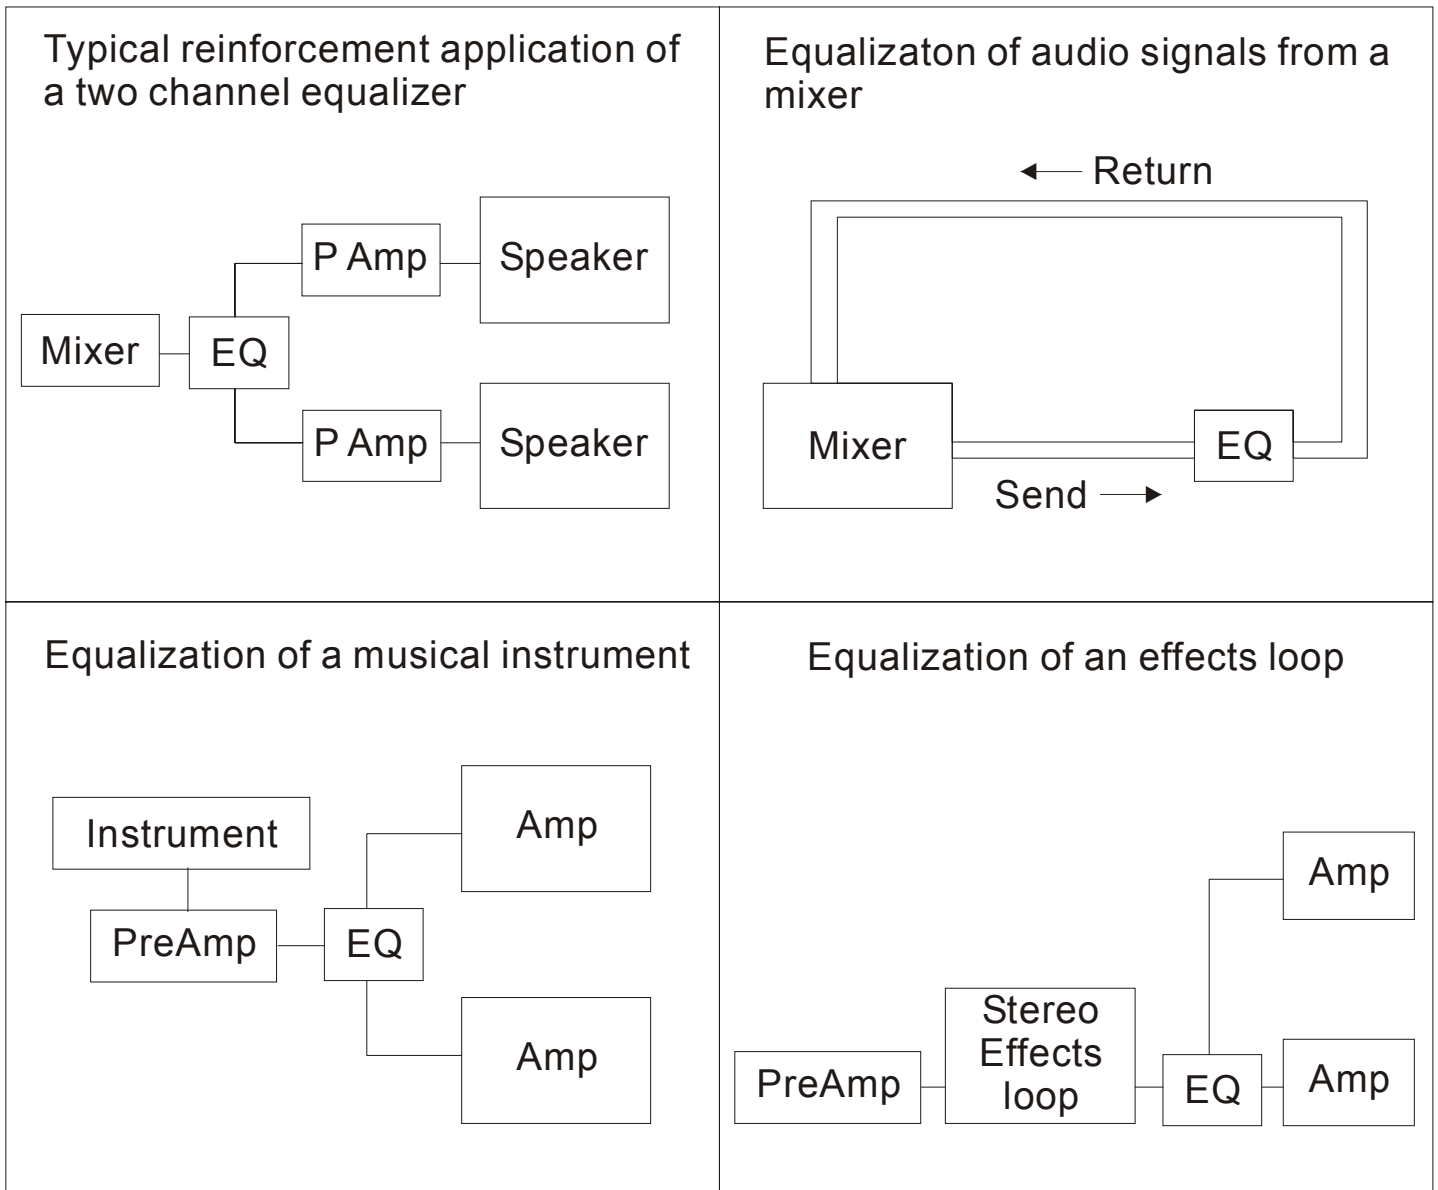 Typical reinforcement application of
a two channel equalizer
P Amp
Speaker
Mixer
EQ
P Amp
Speaker
Equalizaton of audio signals from a
mixer
Return
Mixer
EQ
Send
Equalization of a musical instrument
Instrument
Amp
PreAmp
EQ
Amp
Equalization of an effects loop
Amp
Stereo
Effects
loop
PreAmp
EQ
Amp